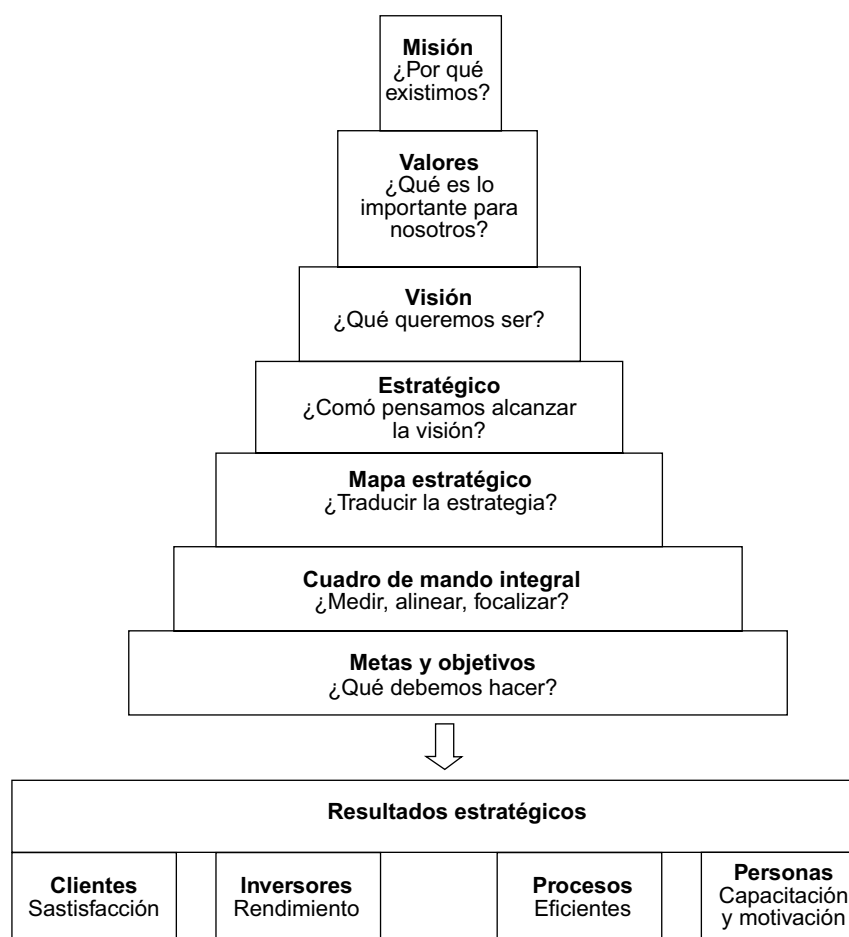 Misión
¿Por qué
existimos?
Valores
¿Qué es lo
importante para
nosotros?
Visión
¿Qué queremos ser?
Estratégico
¿Comó pensamos alcanzar
la visión?
Mapa estratégico
¿Traducir la estrategia?
Cuadro de mando integral
¿Medir, alinear, focalizar?
Metas y objetivos
¿Qué debemos hacer?
Resultados estratégicos
Clientes
Sastisfacción
Inversores
Rendimiento
Procesos
Eficientes
Personas
Capacitación
y motivación